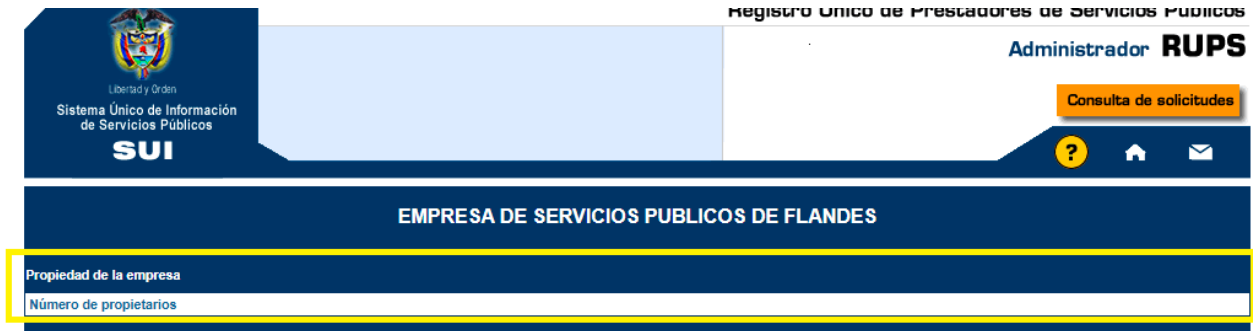 Registro Único de Prestadores de Servicios Públicos
Administrador RUPS
Libertad y Orden
Sistema Único de Información
de Servicios Públicos
SUI
Consulta de solicitudes
?
EMPRESA DE SERVICIOS PUBLICOS DE FLANDES
Propiedad de la empresa
Número de propietarios